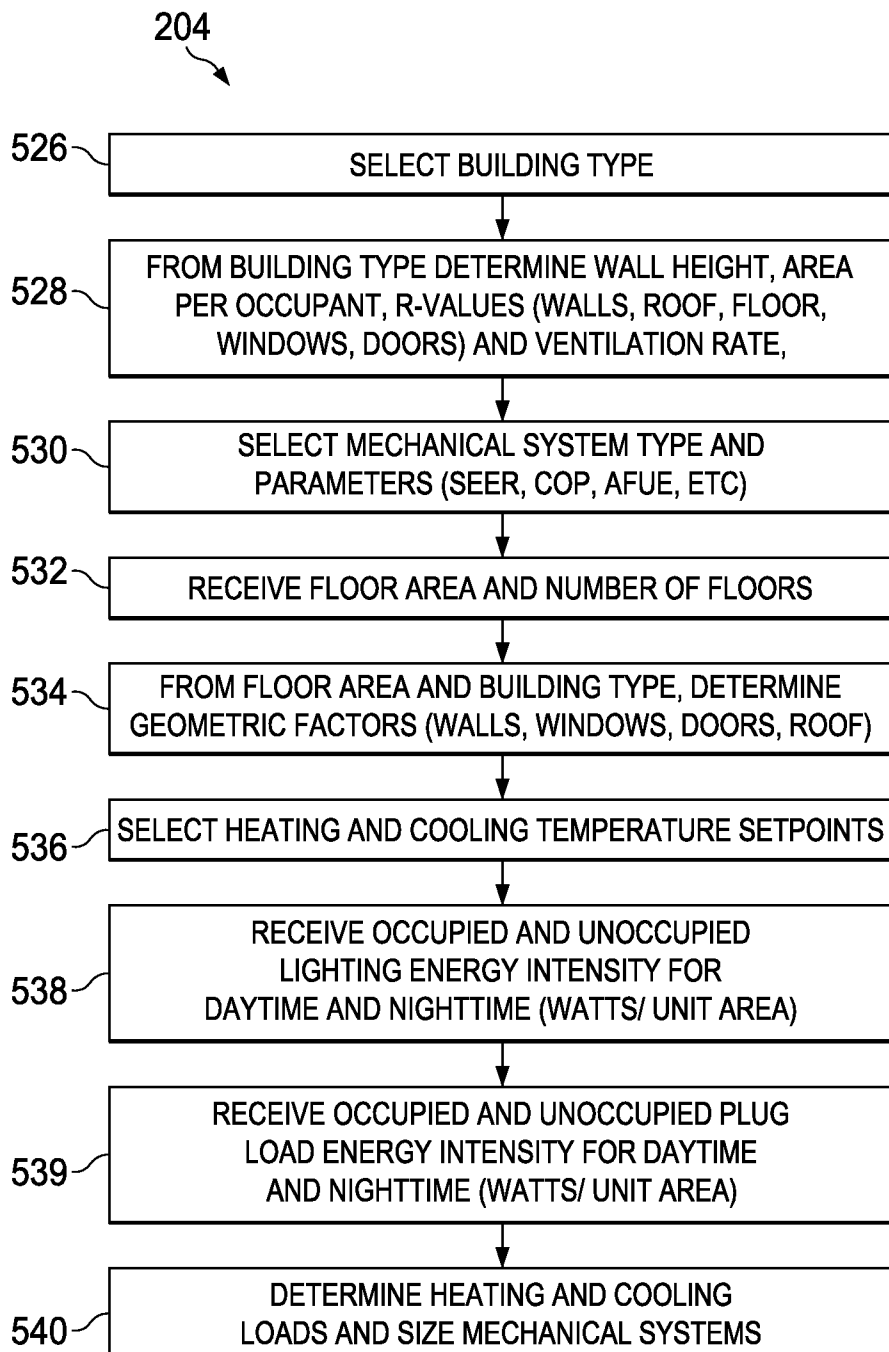 204
526
SELECT BUILDING TYPE
528
FROM BUILDING TYPE DETERMINE WALL HEIGHT, AREA
PER OCCUPANT, R-VALUES (WALLS, ROOF, FLOOR,
WINDOWS, DOORS) AND VENTILATION RATE,
530
SELECT MECHANICAL SYSTEM TYPE AND
PARAMETERS (SEER, COP, AFUE, ETC)
532
RECEIVE FLOOR AREA AND NUMBER OF FLOORS
534
FROM FLOOR AREA AND BUILDING TYPE, DETERMINE
GEOMETRIC FACTORS (WALLS, WINDOWS, DOORS, ROOF)
536
SELECT HEATING AND COOLING TEMPERATURE SETPOINTS
538
RECEIVE OCCUPIED AND UNOCCUPIED
LIGHTING ENERGY INTENSITY FOR
DAYTIME AND NIGHTTIME (WATTS/ UNIT AREA)
539
RECEIVE OCCUPIED AND UNOCCUPIED PLUG
LOAD ENERGY INTENSITY FOR DAYTIME
AND NIGHTTIME (WATTS/ UNIT AREA)
540
DETERMINE HEATING AND COOLING
LOADS AND SIZE MECHANICAL SYSTEMS